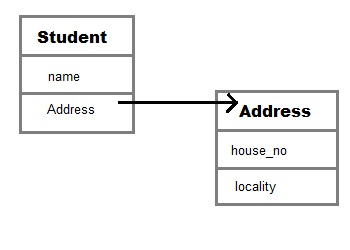 Student
name
Address
Address
house_no
locality